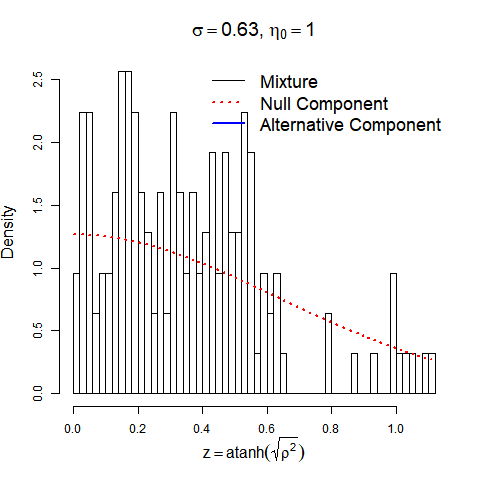 σ = 0.63, η₀ = 1
Mixture
Null Component
Alternative Component
Density
2.5
2.0
1.5
1.0
0.5
0.0
0.0 0.2 0.4 0.6 0.8 1.0
z = atanh(√ρ²)